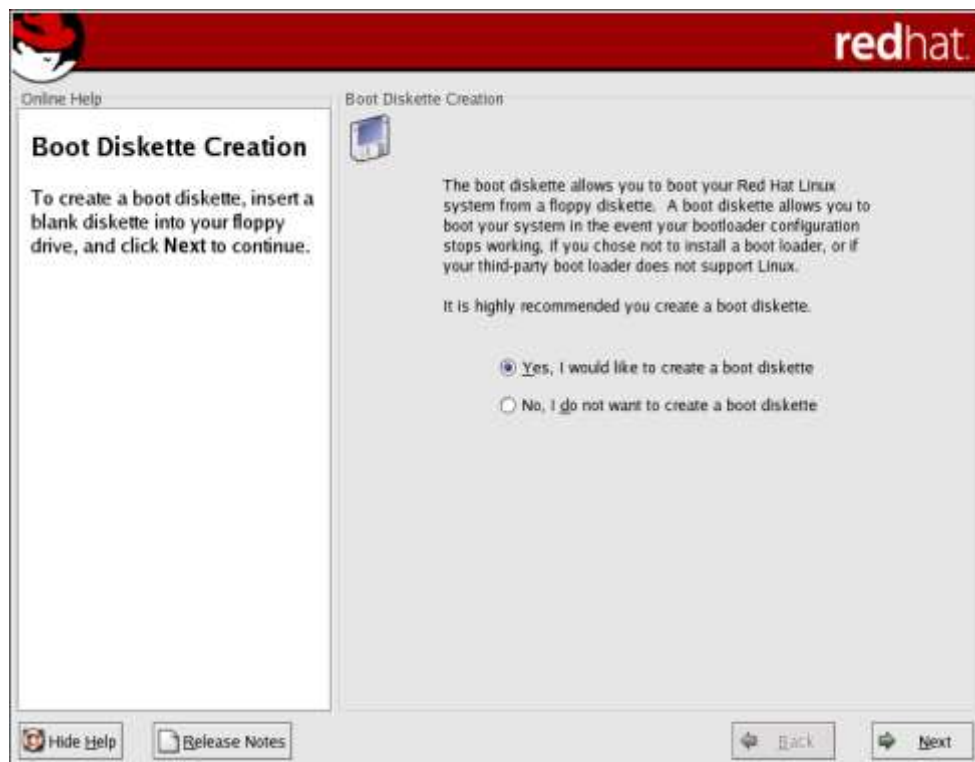 redhat.
Online Help
Boot Diskette Creation
To create a boot diskette, insert a
blank diskette into your floppy
drive, and click Next to continue.
Boot Diskette Creation
The boot diskette allows you to boot your Red Hat Linux
system from a floppy diskette. A boot diskette allows you to
boot your system in the event your bootloader configuration
stops working, if you chose not to install a boot loader, or if
your third-party boot loader does not support Linux.
It is highly recommended you create a boot diskette.
Yes, I would like to create a boot diskette
No, I do not want to create a boot diskette
Hide Help
Release Notes
Back
Next